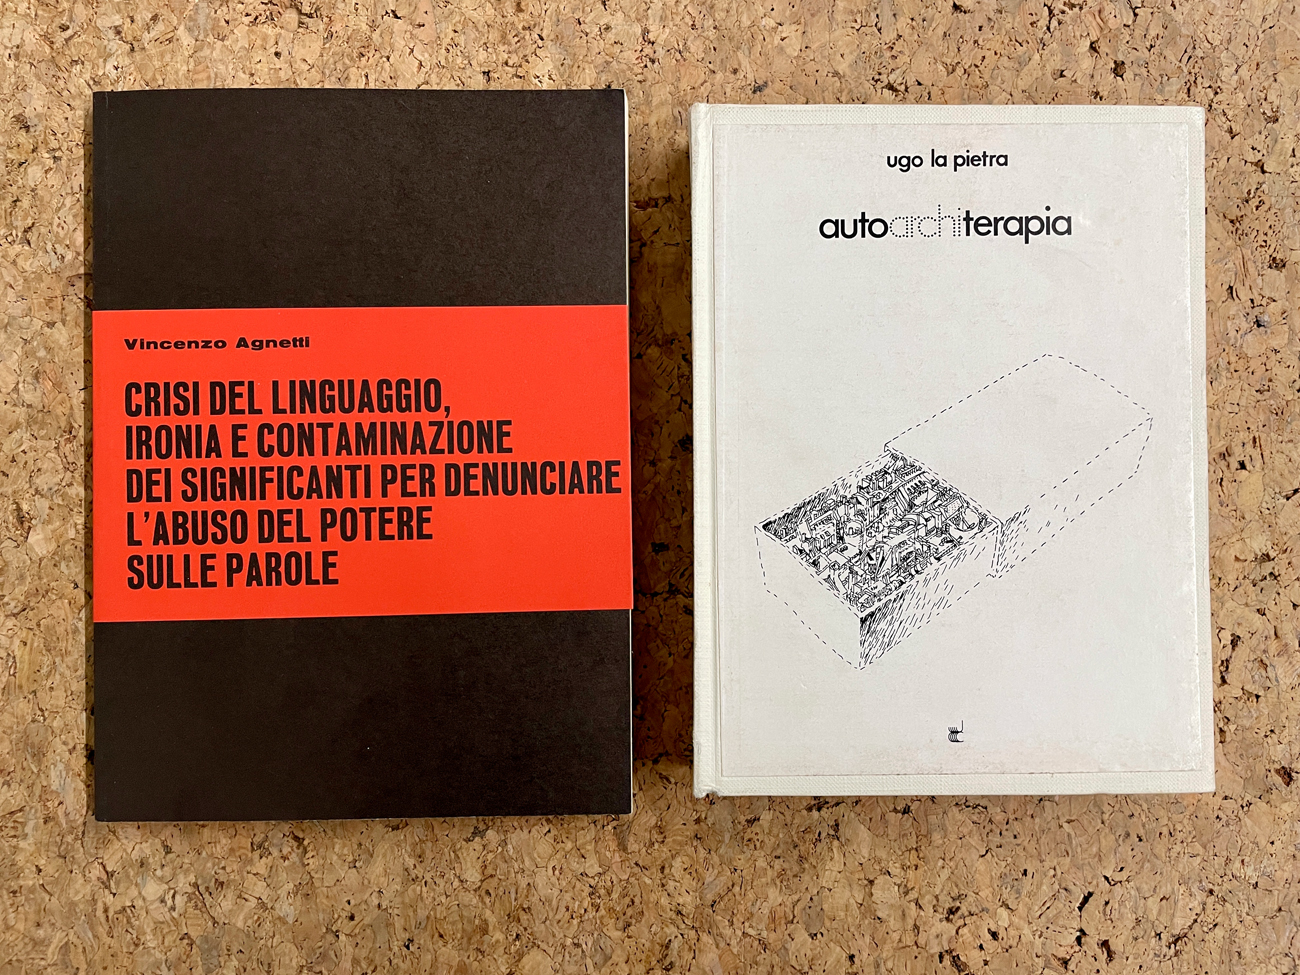 Vincenzo Agnetti
CRISI DEL LINGUAGGIO,
IRONIA E CONTAMINAZIONE
DEI SIGNIFICANTI PER DENUNCIARE
L'ABUSO DEL POTERE
SULLE PAROLE
ugo la pietra
autoarchiterapia